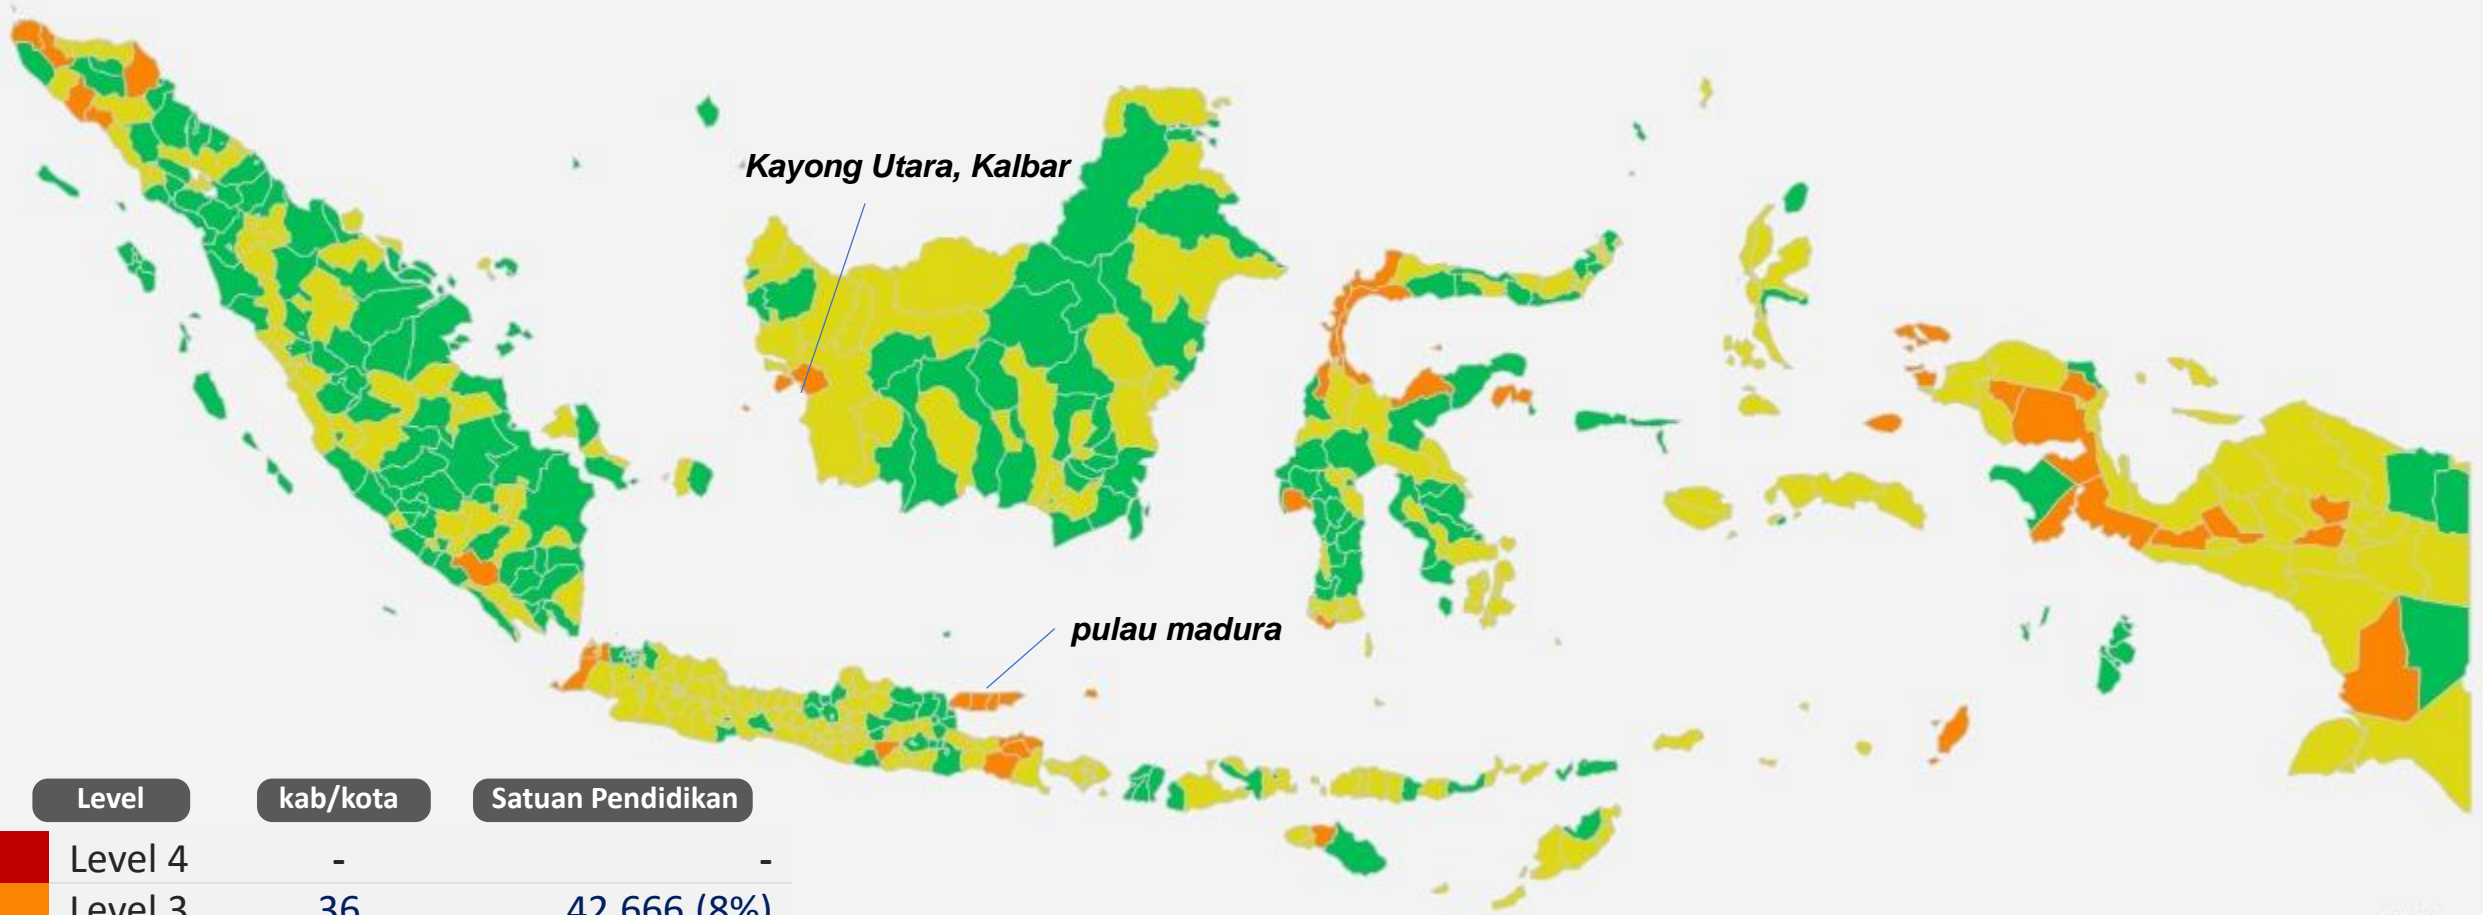 Kayong Utara, Kalbar
pulau madura
Level kab/kota Satuan Pendidikan
Level 4 - -
Level 3 36 42.666 (8%)